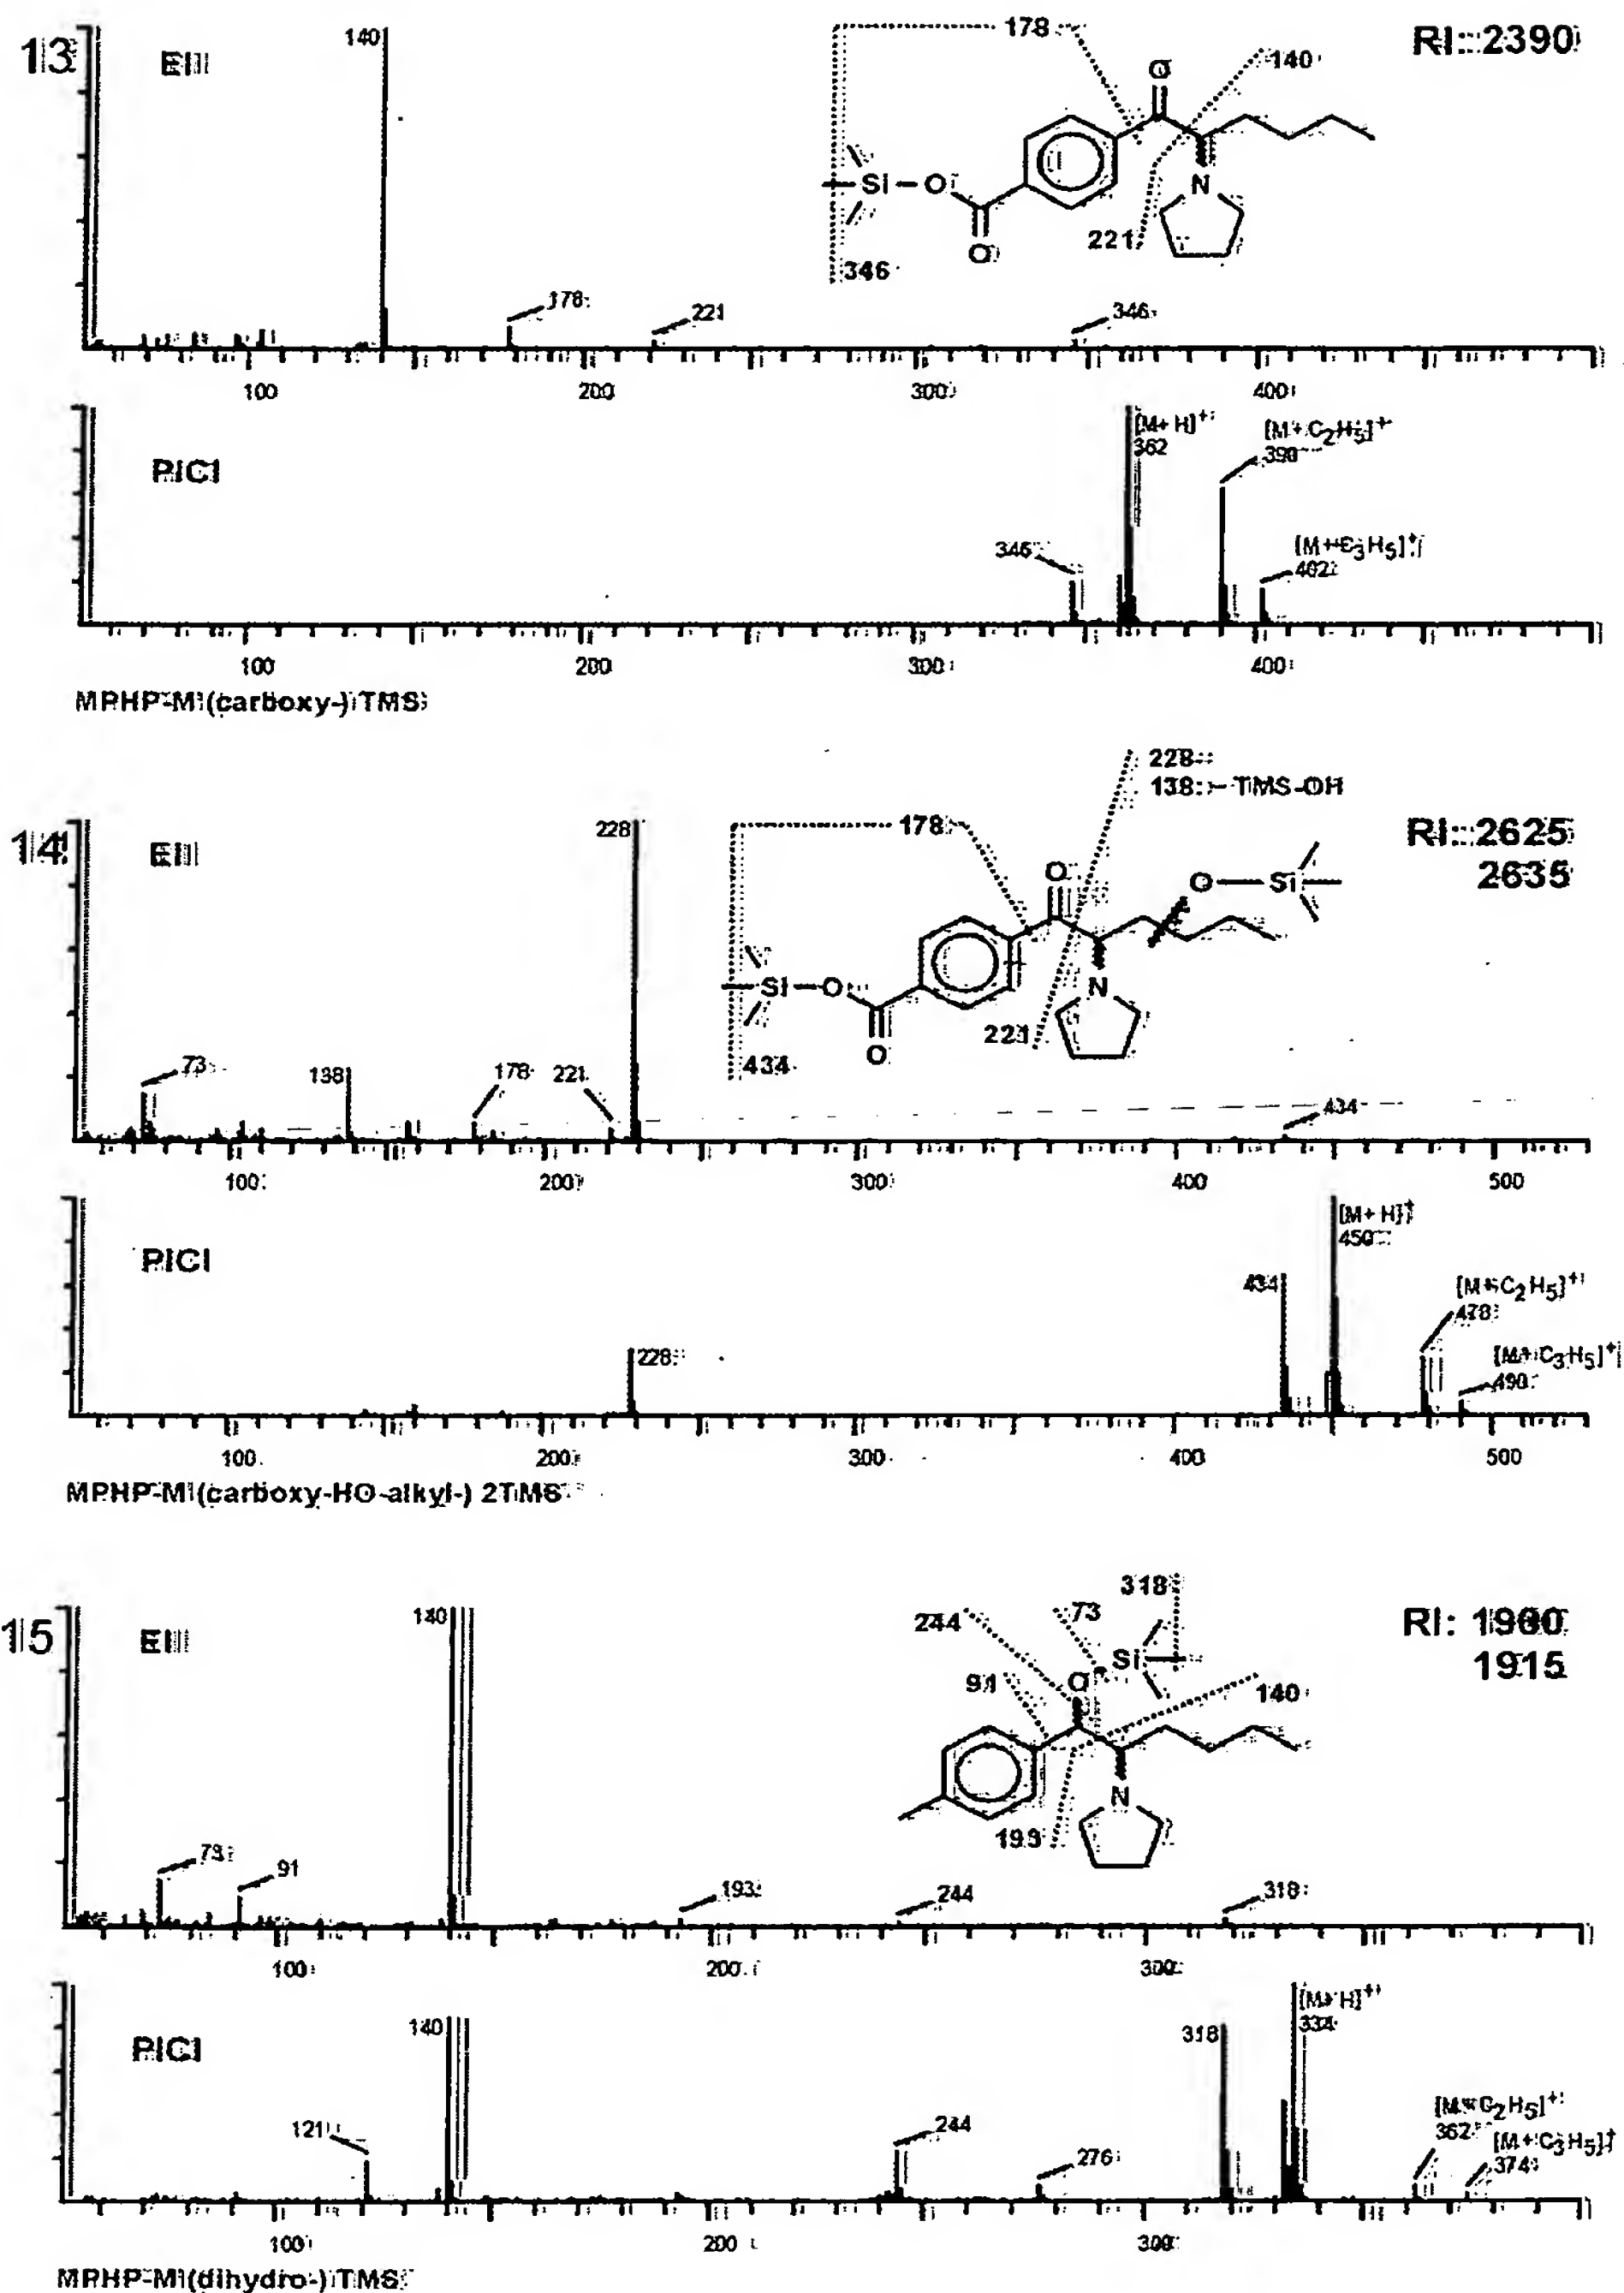 13
EI
140
178
221
346
178
140
O
N
Si
O
O
221
346
RI: 2390
100
200
300
400
PICI
346
[M+H]+
362
[M+C2H5]+
390
[M+C3H5]+
402
100
200
300
400
MPHP-M (carboxy-) TMS
14
EI
73
138
178
221
228
434
228
138 – TMS-OH
178
O
O
Si
N
Si
O
O
221
434
RI: 2625
2635
100
200
300
400
500
PICI
228
434
[M+H]+
450
[M+C2H5]+
478
[M+C3H5]+
490
100
200
300
400
500
MPHP-M (carboxy-HO-alkyl-) 2TMS
15
EI
73
91
140
193
244
318
318
244
73
Si
91
O
140
N
193
RI: 1900
1915
100
200
300
PICI
121
140
244
276
318
[M+H]+
334
[M+C2H5]+
362
[M+C3H5]+
374
100
200
300
MPHP-M (dihydro-) TMS